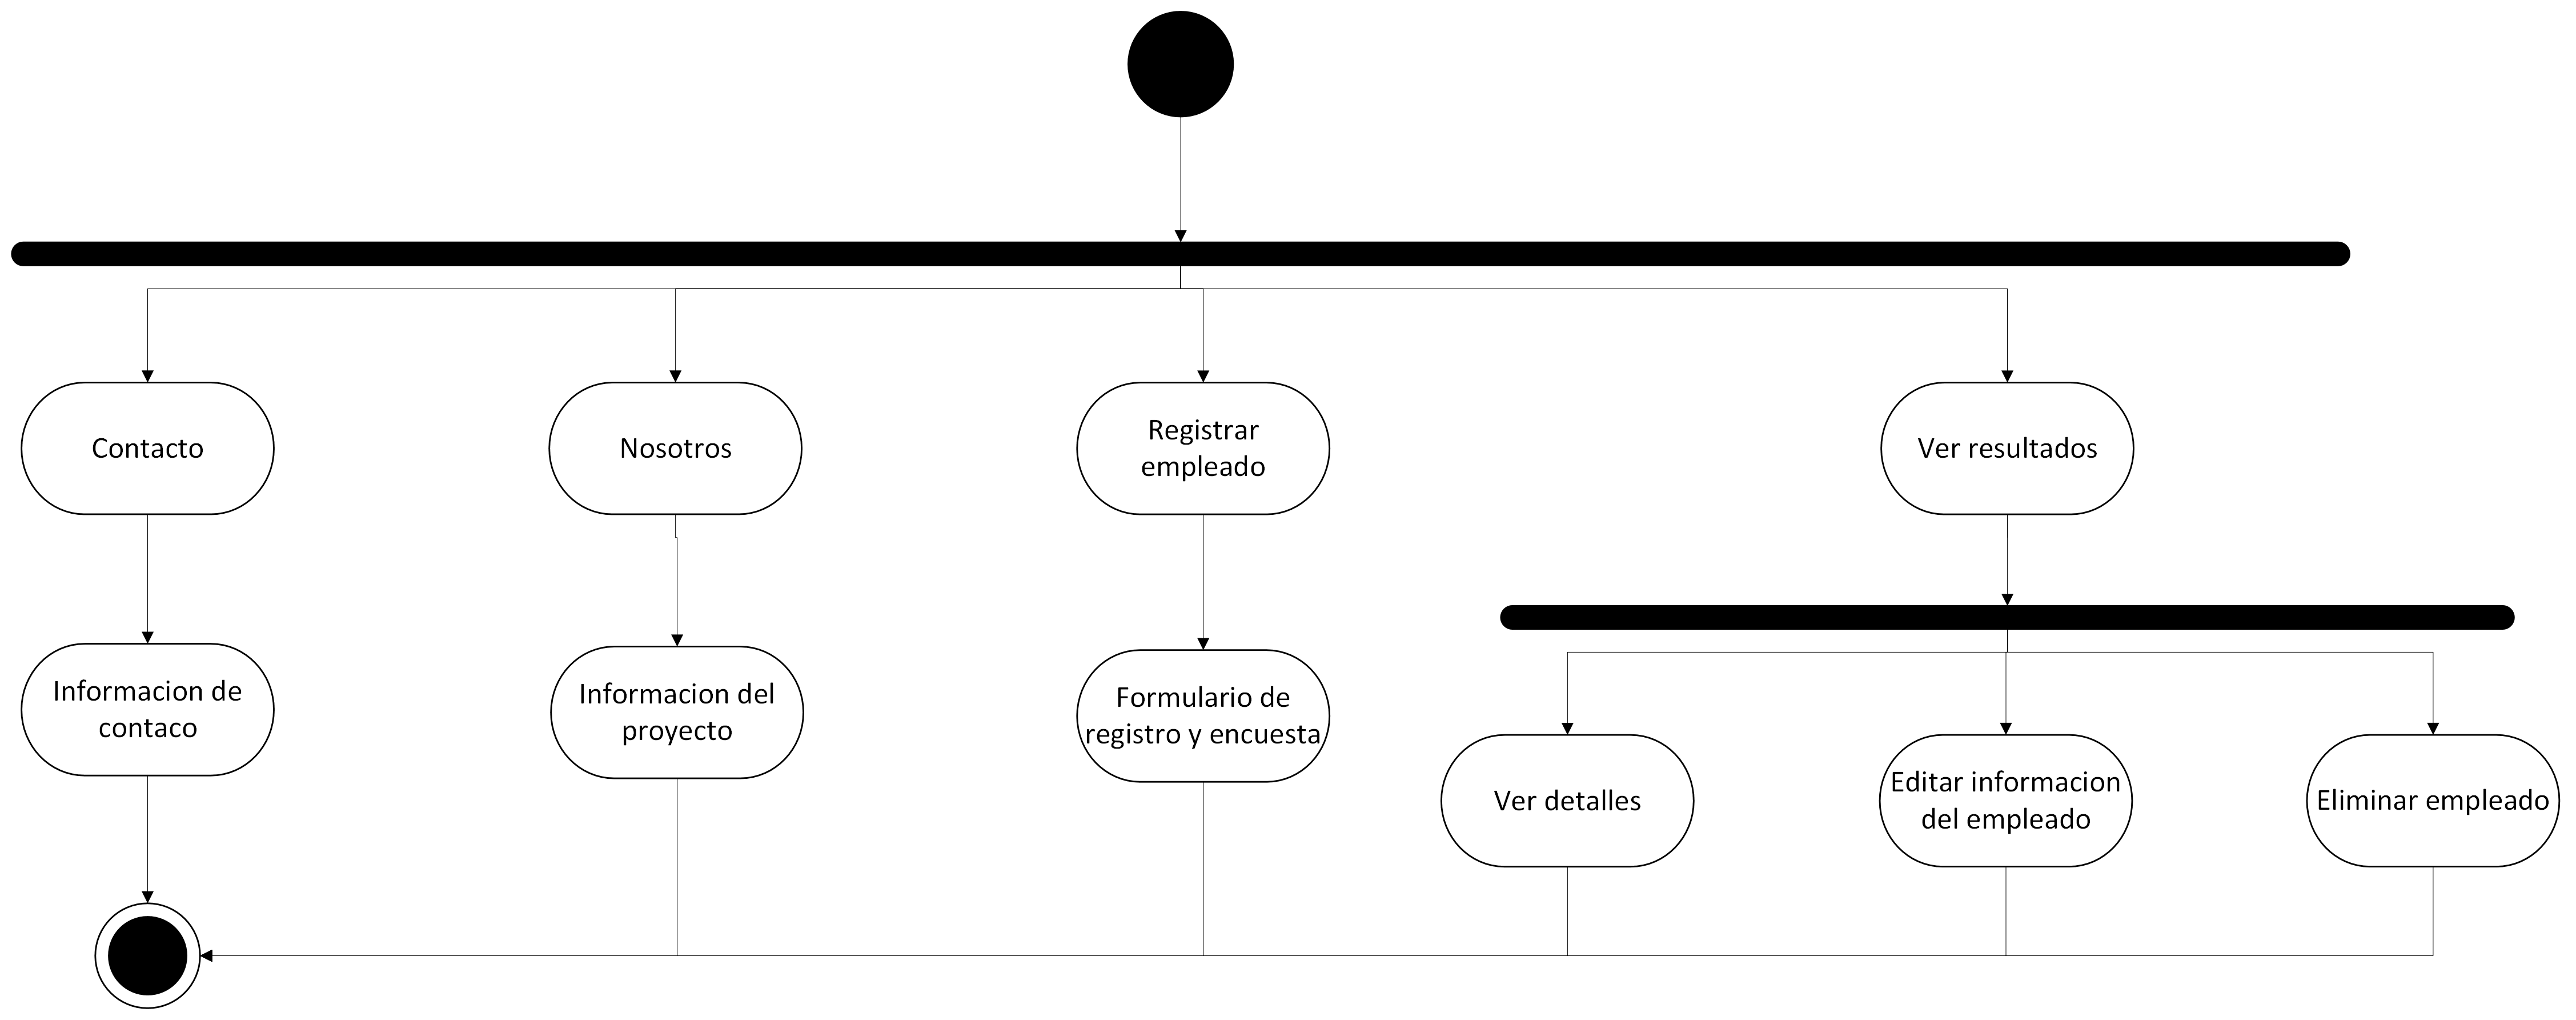 Contacto
Nosotros
Registrar
empleado
Ver resultados
Informacion de
contaco
Informacion del
proyecto
Formulario de
registro y encuesta
Ver detalles
Editar informacion
del empleado
Eliminar empleado